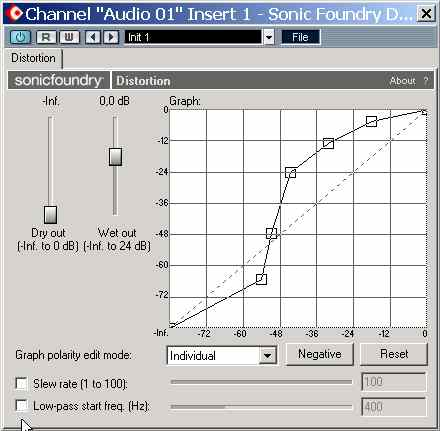 Channel "Audio 01" Insert 1 - Sonic Foundry D...
R W Init 1 File
Distortion
sonicfoundry Distortion About ?
-Inf. 0,0 dB Graph:
0
-12
-24
-36
-48
-60
-72
-Inf. -72 -60 -48 -36 -24 -12 0
Dry out Wet out
(-Inf. to 0 dB) (-Inf. to 24 dB)
Graph polarity edit mode: Individual Negative Reset
Slew rate (1 to 100): 100
Low-pass start freq. (Hz): 400